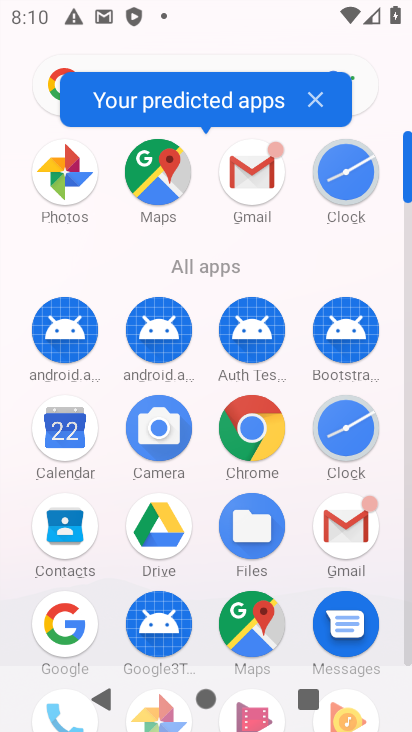 8:10
Your predicted apps
Photos Maps Gmail Clock
All apps
android.a... android.a... Auth Tes... Bootstra...
22
Calendar Camera Chrome Clock
Contacts Drive Files Gmail
Google Google3T... Maps Messages